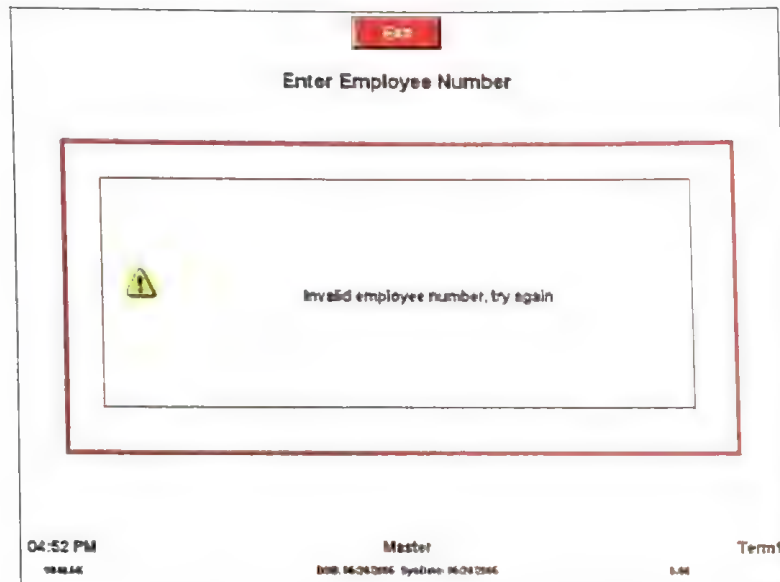 Exit
Enter Employee Number
Invalid employee number, try again
04:52 PM Master Term1